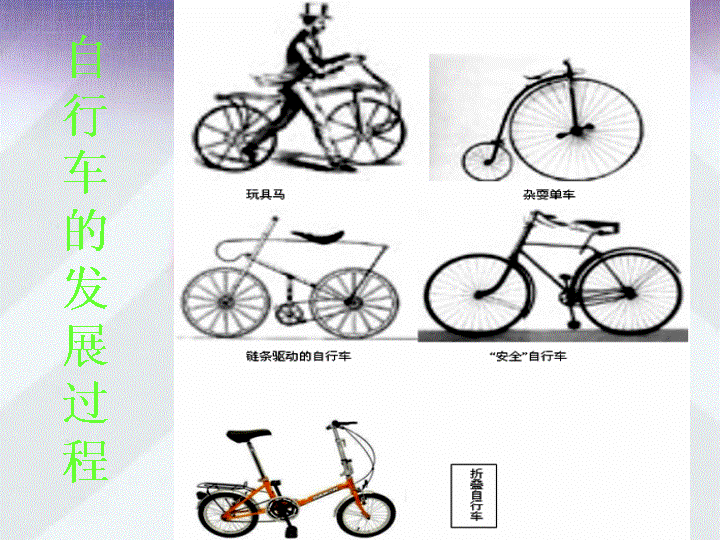 自行车的发展过程
玩具马
杂耍单车
链条驱动的自行车
“安全”自行车
折叠自行车